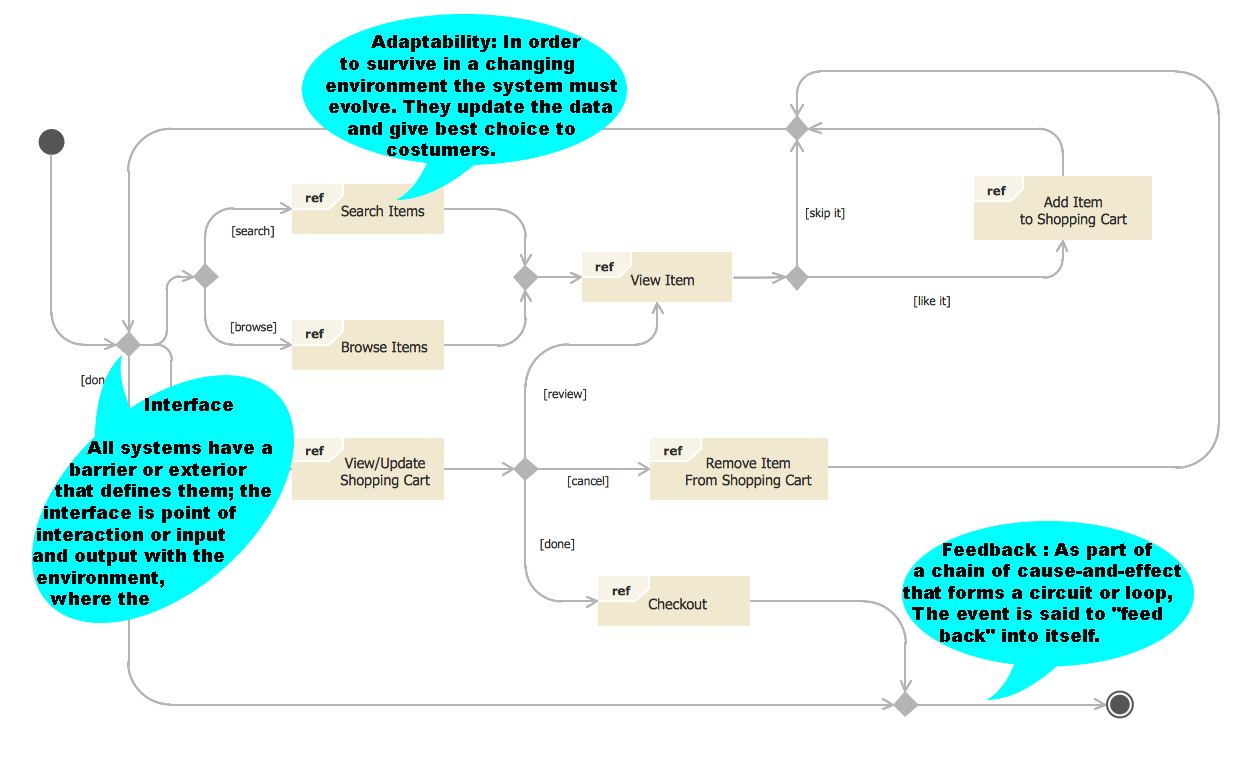 Adaptability: In order
to survive in a changing
environment the system must
evolve. They update the data
and give best choice to
costumers.
ref
Search Items
[search]
ref
Add Item
to Shopping Cart
[skip it]
ref
View Item
[like it]
[browse]
ref
Browse Items
[review]
Interface
All systems have a
barrier or exterior
that defines them; the
interface is point of
interaction or input
and output with the
environment,
where the
ref
View/Update
Shopping Cart
ref
Remove Item
From Shopping Cart
[cancel]
[done]
ref
Checkout
Feedback : As part of
a chain of cause-and-effect
that forms a circuit or loop,
The event is said to "feed
back" into itself.